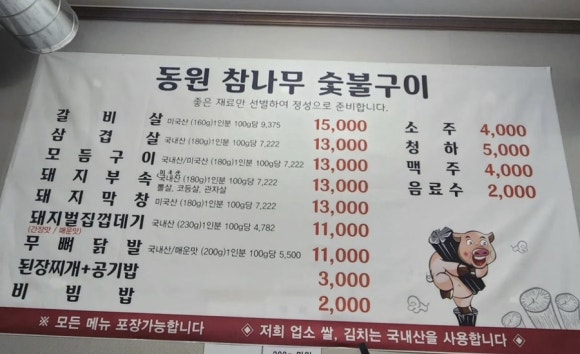 동원 참나무 숯불구이
좋은 재료만 선별하여 정성으로 준비합니다.
갈비살 미국산 (160g)1인분 100g당 9,375 15,000
삼겹살 국내산 (180g)1인분 100g당 7,222 13,000
모듬구이 국내산/미국산 (180g)1인분 100g당 7,222 13,000
돼지부속 국내산 (180g)1인분 100g당 7,222 13,000
뽈살, 코등살, 관자살
돼지막창 미국산 (180g)1인분 100g당 7,222 13,000
돼지벌집껍데기 국내산 (230g)1인분 100g당 4,782 11,000
(간장맛 / 매운맛)
무뼈닭발 국내산/매운맛 (200g)1인분 100g당 5,500 11,000
된장찌개+공기밥 3,000
비빔밥 2,000
소주 4,000
청하 5,000
맥주 4,000
음료수 2,000
※ 모든 메뉴 포장가능합니다 ◈ 저희 업소 쌀, 김치는 국내산을 사용합니다 ◈